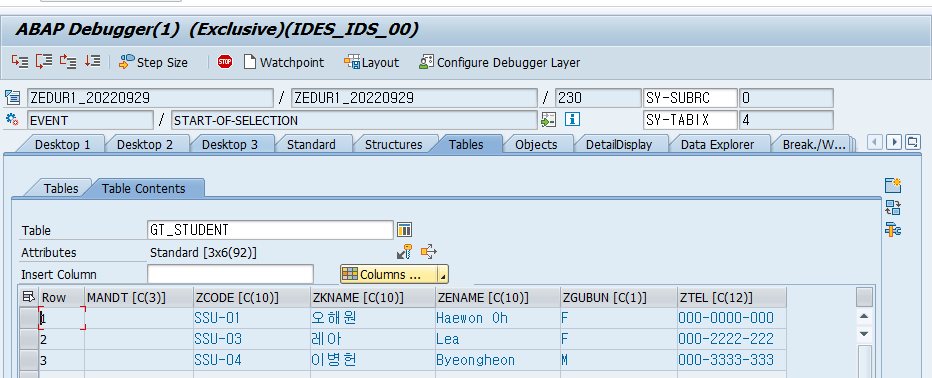 ABAP Debugger(1) (Exclusive)(IDES_IDS_00)
Step Size STOP Watchpoint Layout Configure Debugger Layer
ZEDUR1_20220929 / ZEDUR1_20220929 / 230 SY-SUBRC 0
EVENT / START-OF-SELECTION SY-TABIX 4
Desktop 1 Desktop 2 Desktop 3 Standard Structures Tables Objects DetailDisplay Data Explorer Break./W...
Tables Table Contents
Table GT_STUDENT
Attributes Standard [3x6(92)]
Insert Column Columns ...
Row MANDT [C(3)] ZCODE [C(10)] ZKNAME [C(10)] ZENAME [C(10)] ZGUBUN [C(1)] ZTEL [C(12)]
1 SSU-01 오해원 Haewon Oh F 000-0000-000
2 SSU-03 레아 Lea F 000-2222-222
3 SSU-04 이병헌 Byeongheon M 000-3333-333